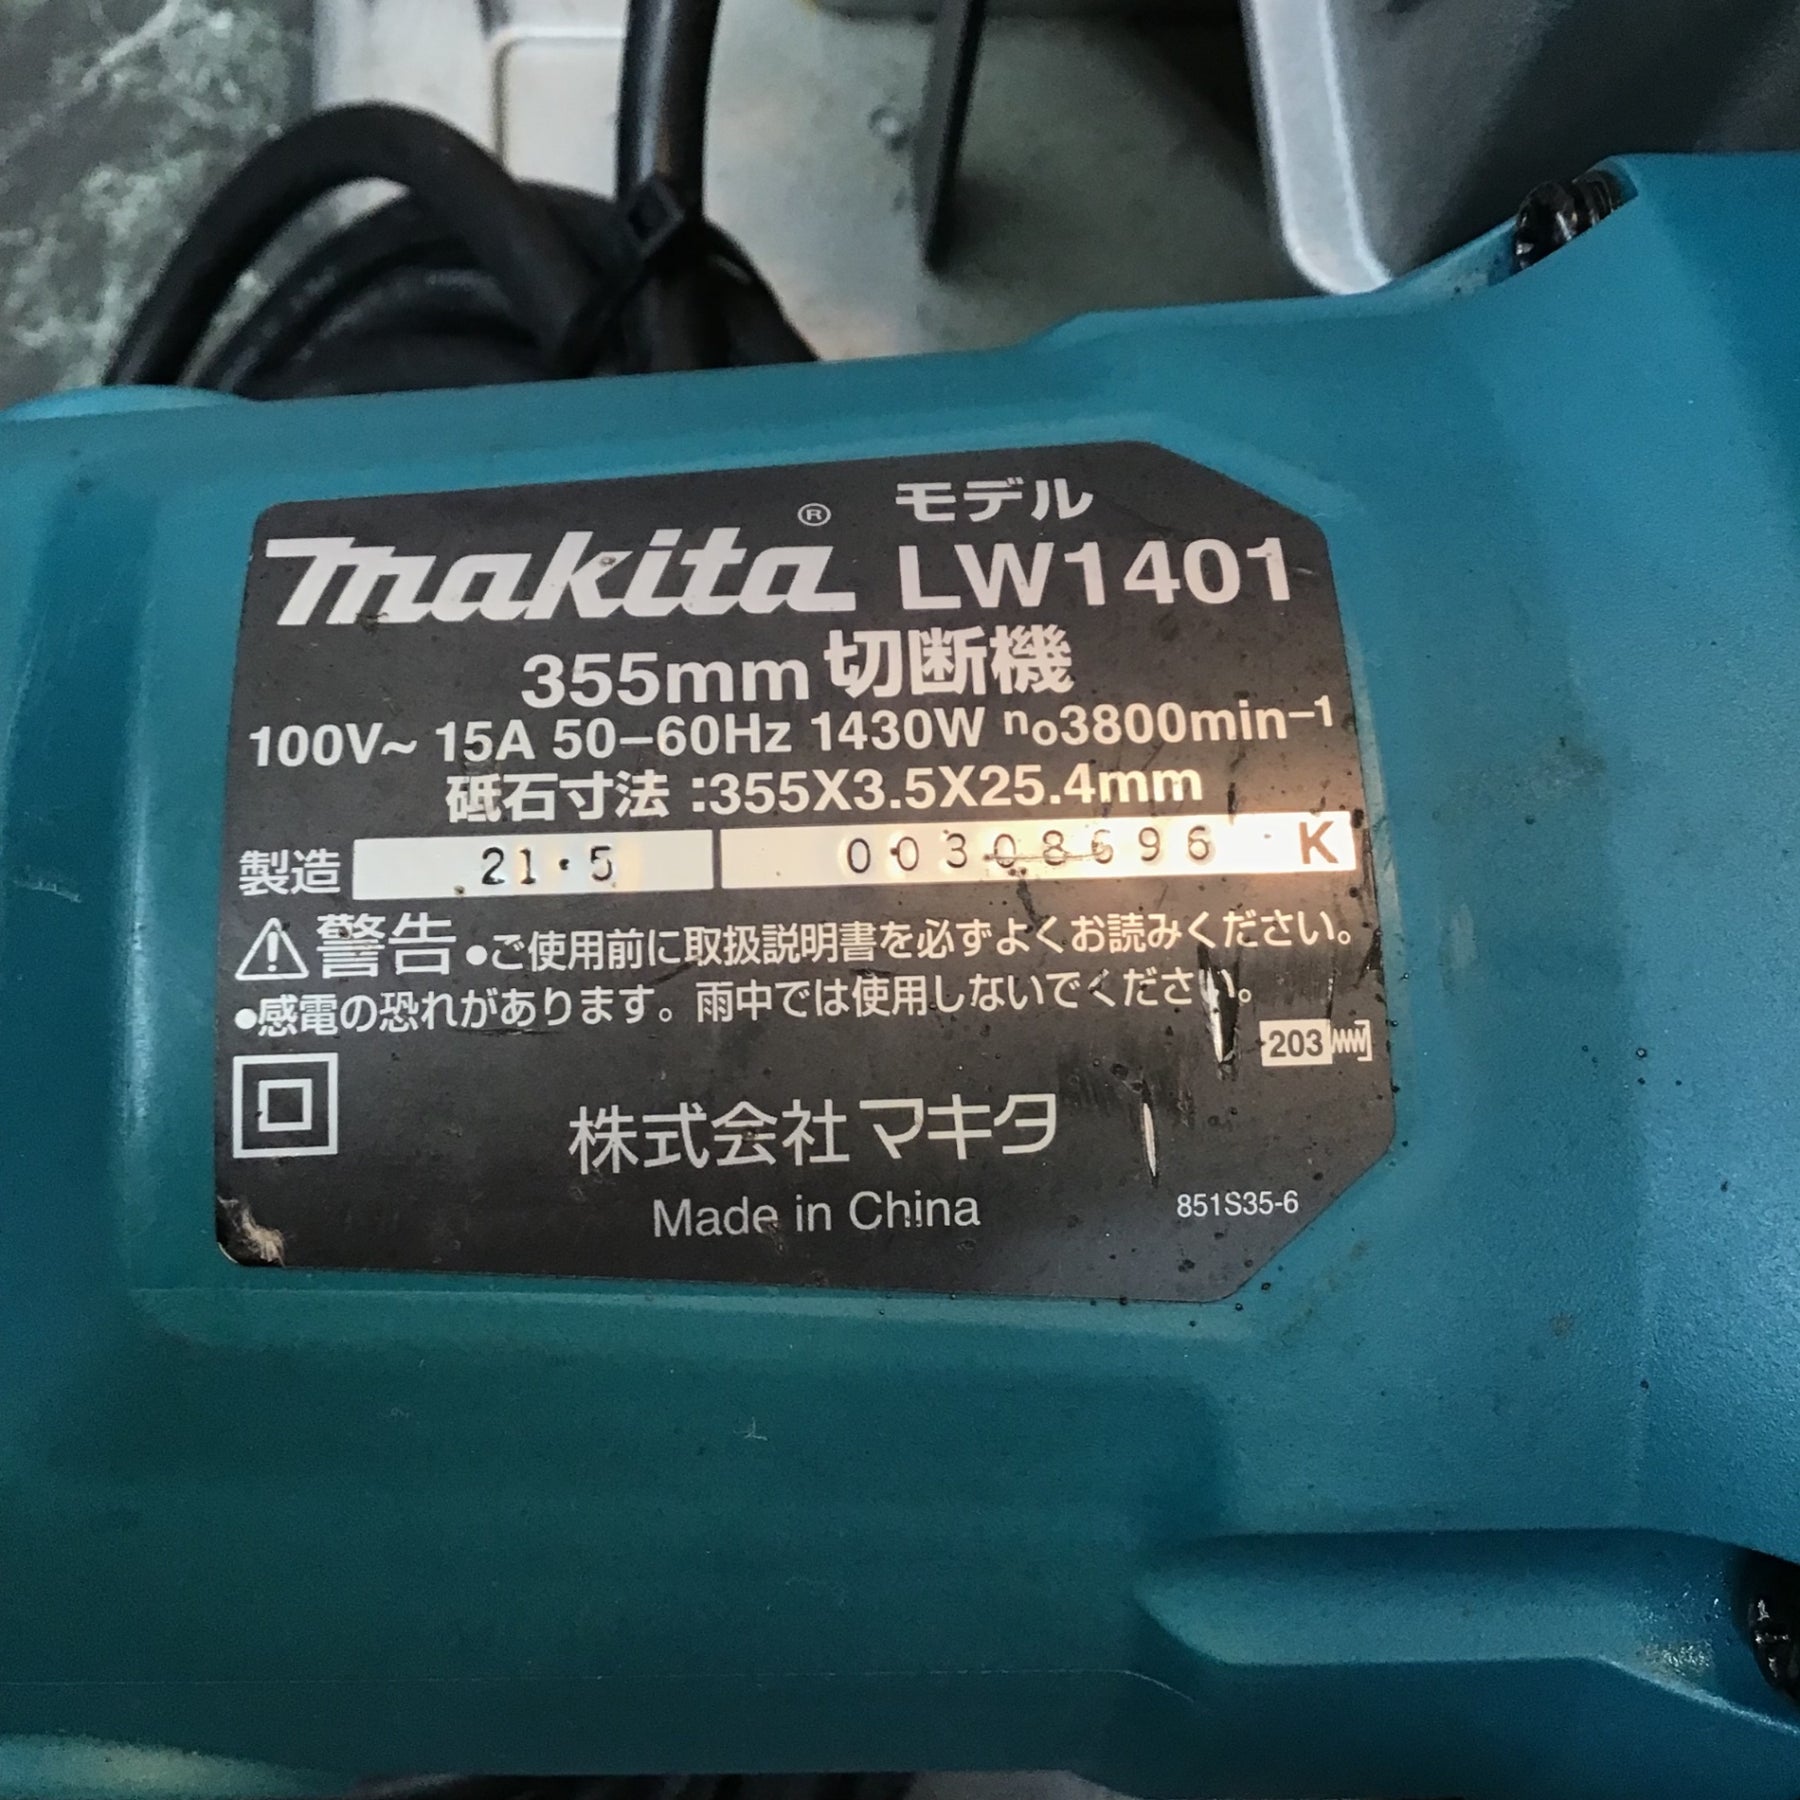 makita® モデル LW1401
355mm 切断機
100V~ 15A 50-60Hz 1430W n₀3800min⁻¹
砥石寸法:355X3.5X25.4mm
製造 21・5 00308696 K
⚠警告 ●ご使用前に取扱説明書を必ずよくお読みください。
●感電の恐れがあります。雨中では使用しないでください。
203
株式会社マキタ
Made in China
851S35-6